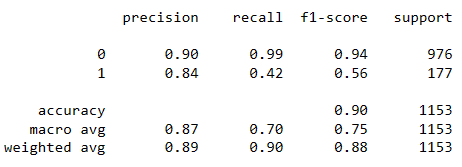 precision recall f1-score support
0 0.90 0.99 0.94 976
1 0.84 0.42 0.56 177
accuracy 0.90 1153
macro avg 0.87 0.70 0.75 1153
weighted avg 0.89 0.90 0.88 1153